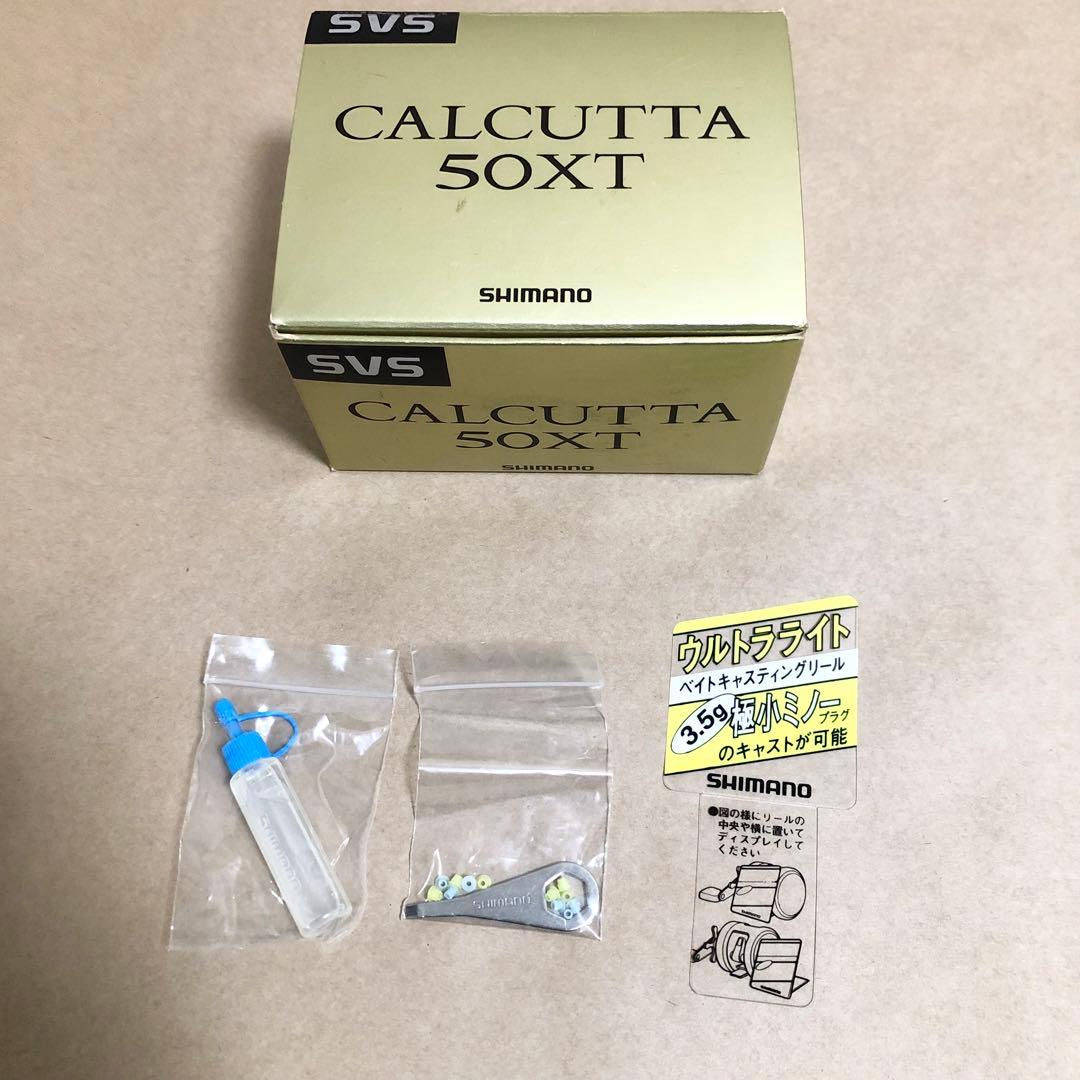 SVS
CALCUTTA
50XT
SHIMANO
SVS
CALCUTTA
50XT
SHIMANO
SHIMANO
SHIMANO
ウルトラライト
ベイトキャスティングリール
3.5g極小ミノープラグ
のキャストが可能
SHIMANO
●図の様にリールの
中央や横に置いて
ディスプレイして
ください
SHIMANO